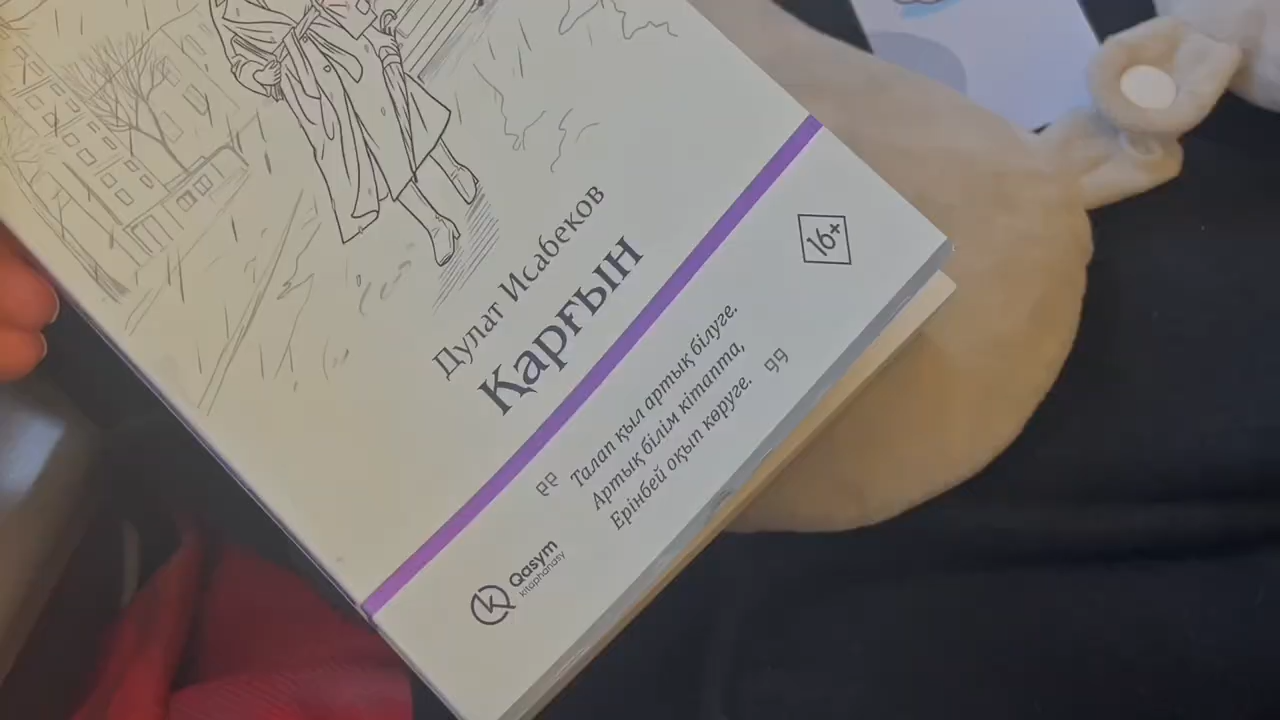 Дулат Исабеков
Қарғын
16+
Талап қыл артық білуге.
Артық білім кітапта,
Ерінбей оқып көруге.
Qasym
kitaphanasy